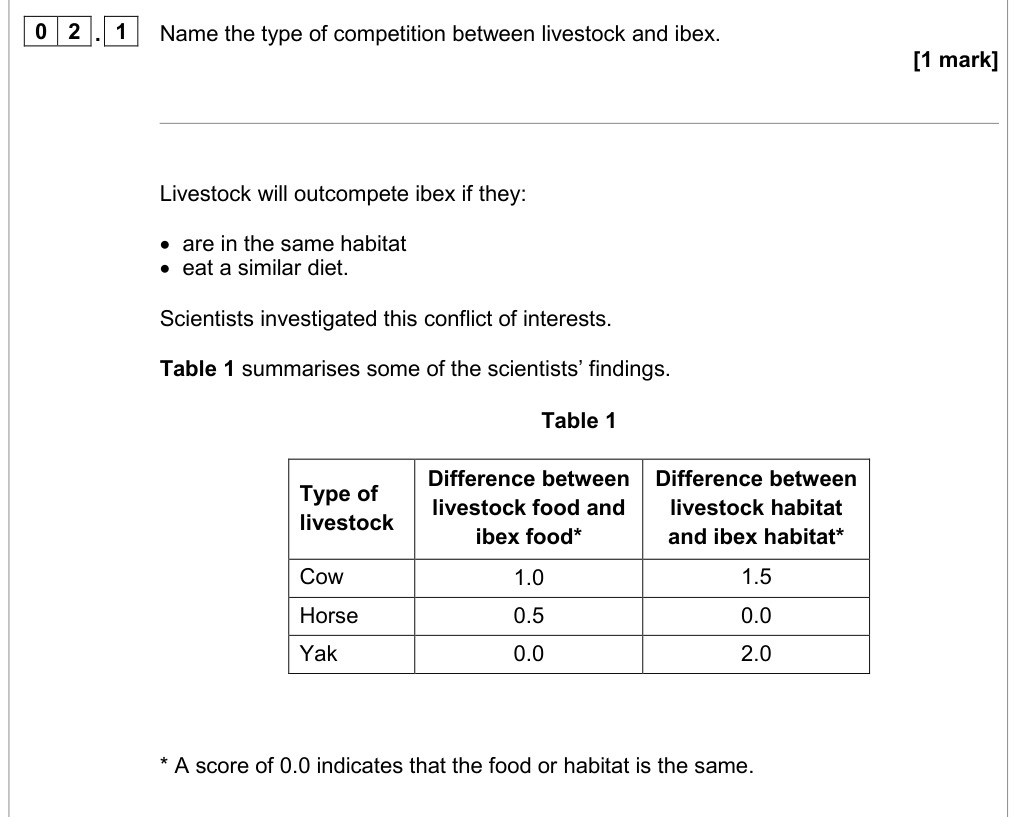 0 2 . 1 Name the type of competition between livestock and ibex.
[1 mark]
Livestock will outcompete ibex if they:
• are in the same habitat
• eat a similar diet.
Scientists investigated this conflict of interests.
Table 1 summarises some of the scientists’ findings.
Table 1
Type of livestock | Difference between livestock food and ibex food* | Difference between livestock habitat and ibex habitat*
Cow 1.0 1.5
Horse 0.5 0.0
Yak 0.0 2.0
* A score of 0.0 indicates that the food or habitat is the same.